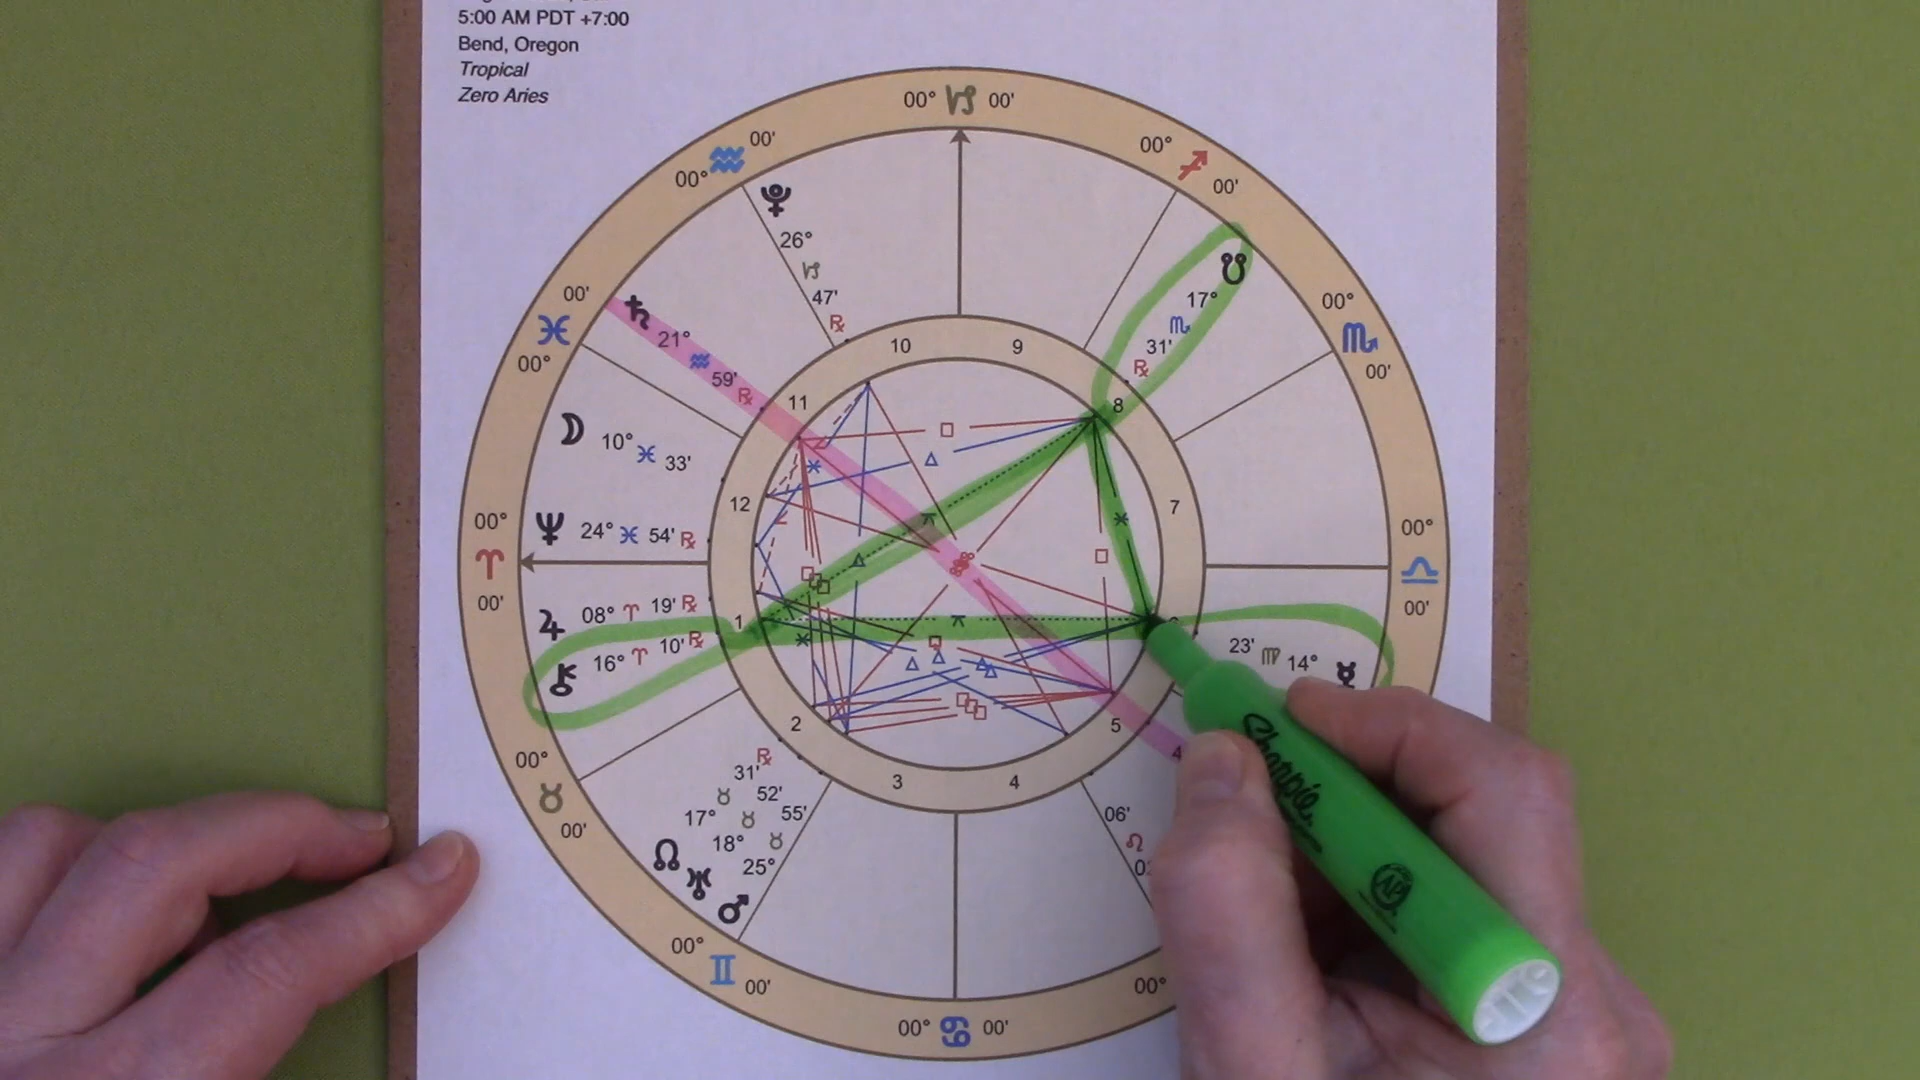 5:00 AM PDT +7:00
Bend, Oregon
Tropical
Zero Aries
00° ♑ 00'
00° ♒ 00'
00° ♐ 00'
♇
26°
♑
47'
℞
☋
17°
♏
31'
℞
00° ♏ 00'
00' ♓ 00°
♄ 21° ♒ 59' ℞
☽ 10° ♓ 33'
♆ 24° ♓ 54' ℞
00° ♈ 00'
00° ♎ 00'
♃ 08° ♈ 19' ℞
⚷ 16° ♈ 10' ℞
23' ♍ 14° ☿
10
9
11
8
12
7
1
2
5
3
4
4
00° ♉ 00'
℞
31'
♉ 52'
17° ♉ 55'
18° ♉
25°
☊
♅
♂
06'
♌
00° ♊ 00'
00° ♋ 00'
00°
Sharpie
AP